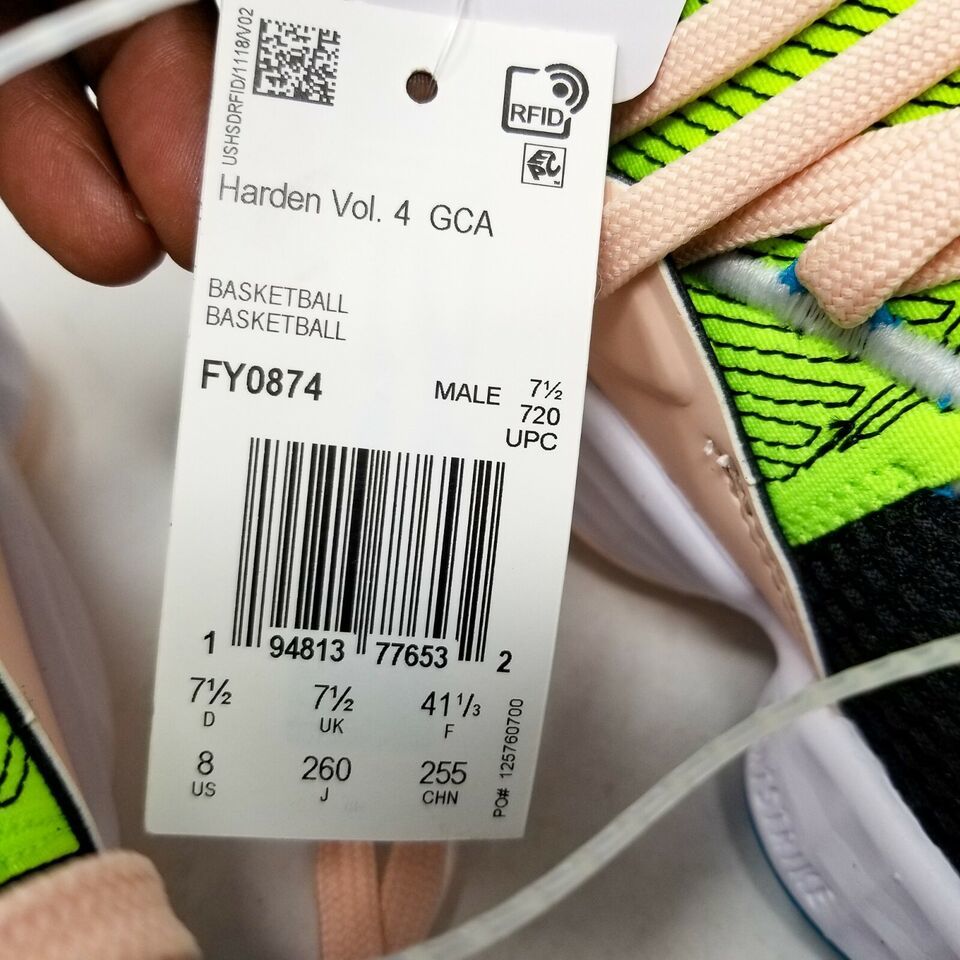 USHSDRFID/1118/V02
RFID
EPC
Harden Vol. 4 GCA
BASKETBALL
BASKETBALL
FY0874
MALE 7½
720
UPC
1 94813 77653 2
7½ 7½ 41⅓
D UK F
8 260 255
US J CHN
PO# 125760700